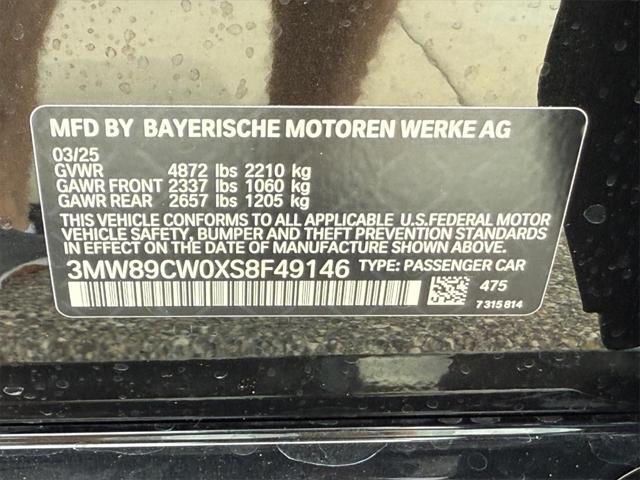 MFD BY BAYERISCHE MOTOREN WERKE AG
03/25
GVWR 4872 lbs 2210 kg
GAWR FRONT 2337 lbs 1060 kg
GAWR REAR 2657 lbs 1205 kg
THIS VEHICLE CONFORMS TO ALL APPLICABLE U.S.FEDERAL MOTOR
VEHICLE SAFETY, BUMPER AND THEFT PREVENTION STANDARDS
IN EFFECT ON THE DATE OF MANUFACTURE SHOWN ABOVE.
3MW89CW0XS8F49146 TYPE: PASSENGER CAR
475
7 315 814